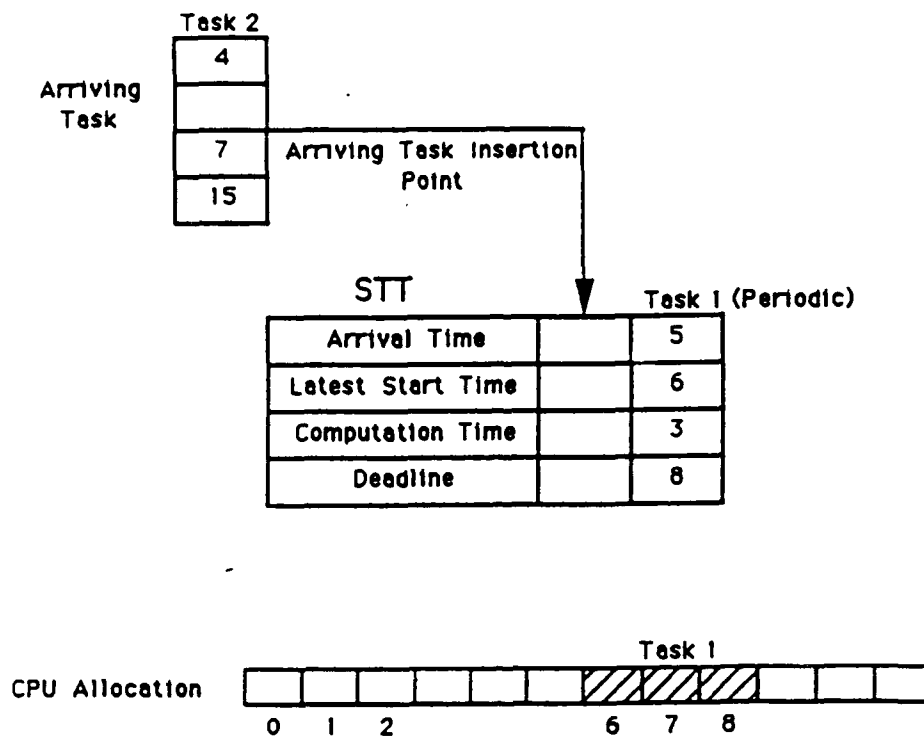 Task 2
4
Arriving
Task
7
15
Arriving Task Insertion
Point
STT
Task 1 (Periodic)
Arrival Time 5
Latest Start Time 6
Computation Time 3
Deadline 8
Task 1
CPU Allocation
0 1 2 6 7 8